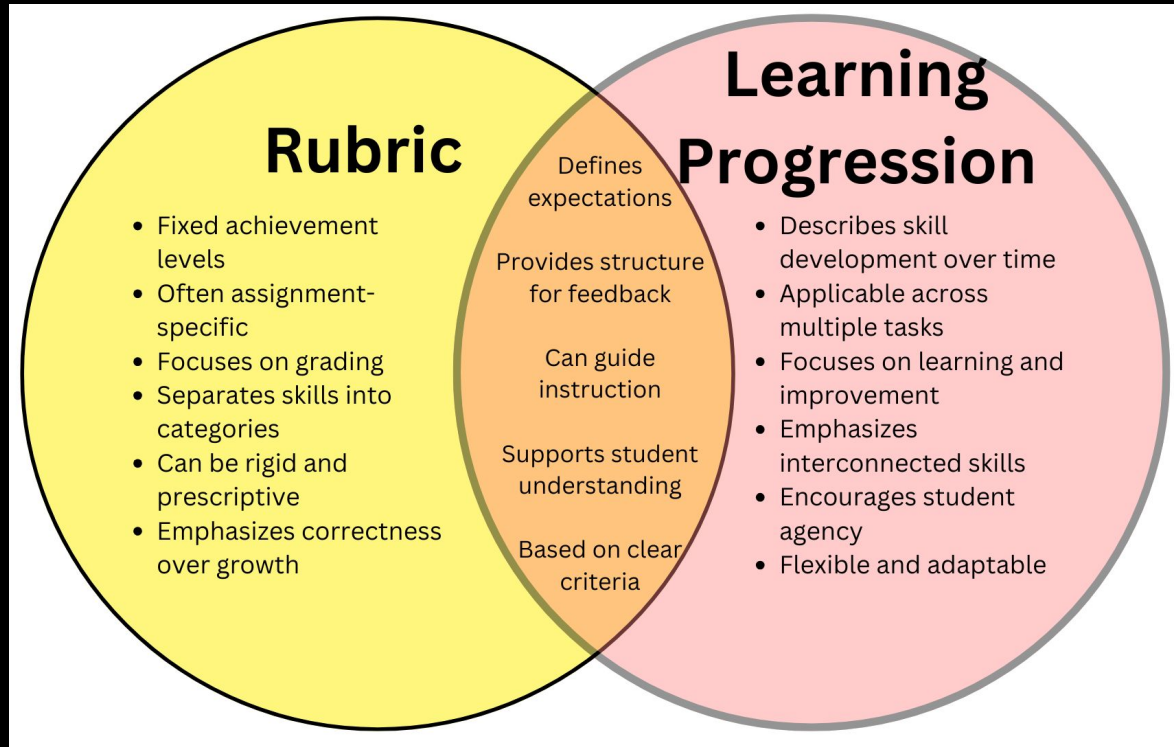 Rubric
Fixed achievement
levels
Often assignment-
specific
Focuses on grading
Separates skills into
categories
Can be rigid and
prescriptive
Emphasizes correctness
over growth
Defines
expectations
Provides structure
for feedback
Can guide
instruction
Supports student
understanding
Based on clear
criteria
Learning
Progression
Describes skill
development over time
Applicable across
multiple tasks
Focuses on learning and
improvement
Emphasizes
interconnected skills
Encourages student
agency
Flexible and adaptable